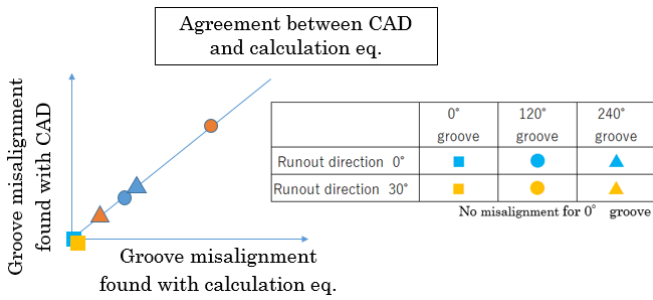 Agreement between CAD
and calculation eq.
Groove misalignment
found with CAD
Groove misalignment
found with calculation eq.
0° 120° 240°
groove groove groove
Runout direction 0°
Runout direction 30°
No misalignment for 0° groove